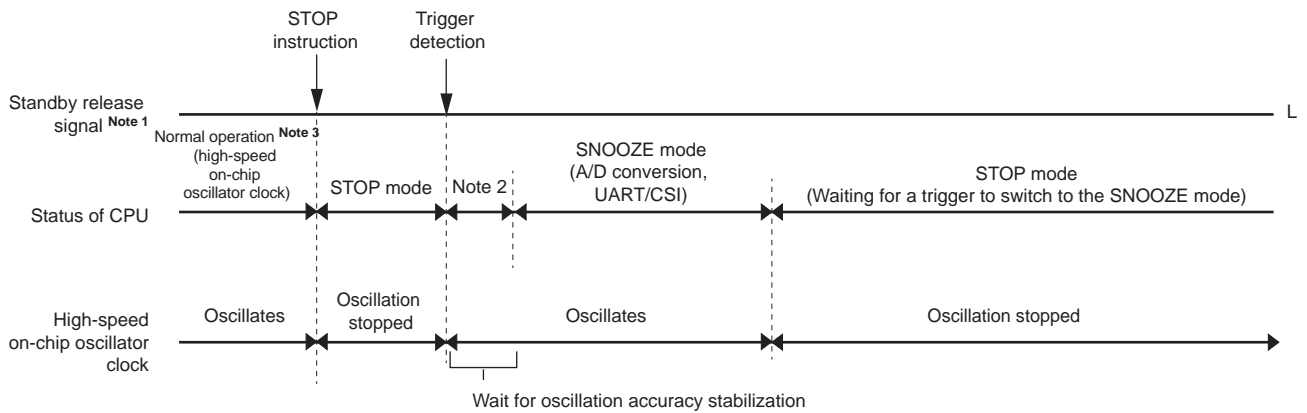 STOP
instruction
Trigger
detection
Standby release
signal Note 1
L
Normal operation Note 3
(high-speed
on-chip
oscillator clock)
STOP mode
Note 2
SNOOZE mode
(A/D conversion,
UART/CSI)
STOP mode
(Waiting for a trigger to switch to the SNOOZE mode)
Status of CPU
High-speed
on-chip oscillator
clock
Oscillates
Oscillation
stopped
Oscillates
Oscillation stopped
Wait for oscillation accuracy stabilization